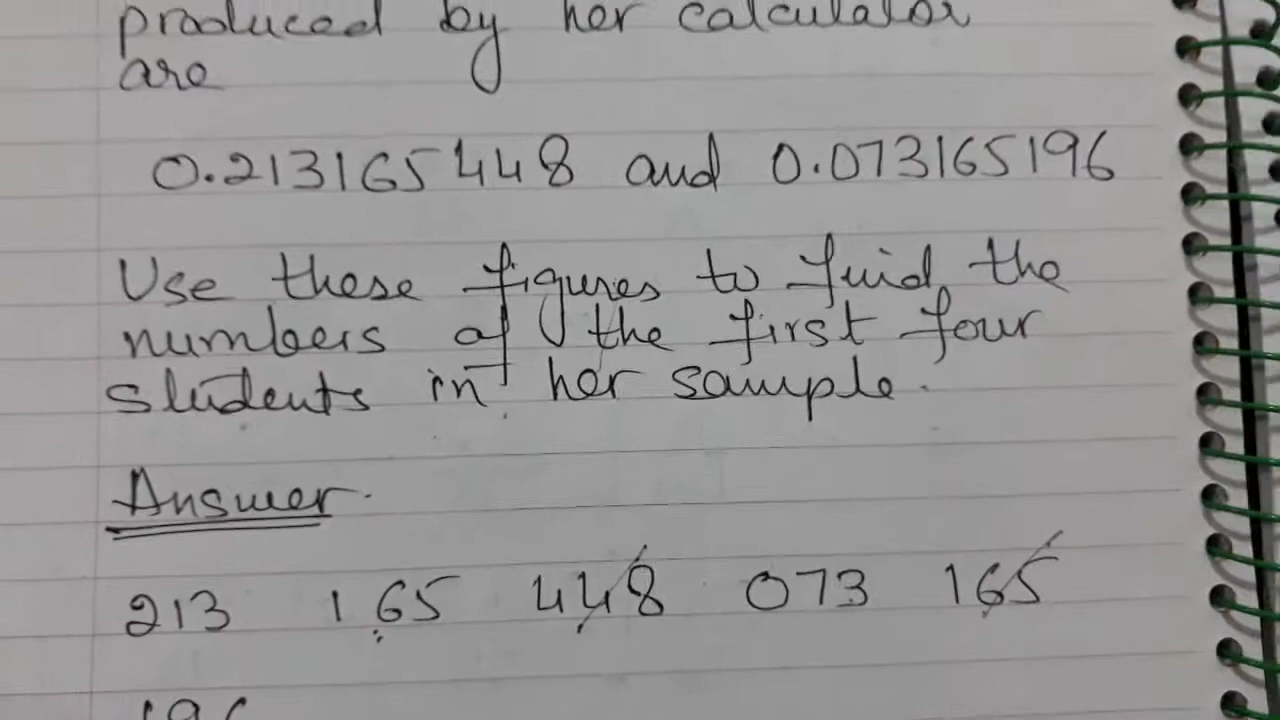 produced by her calculator
are
0.213165448 and 0.073165196
Use these figures to find the
numbers of the first four
students in her sample.
Answer.
213 165 448 073 165
196